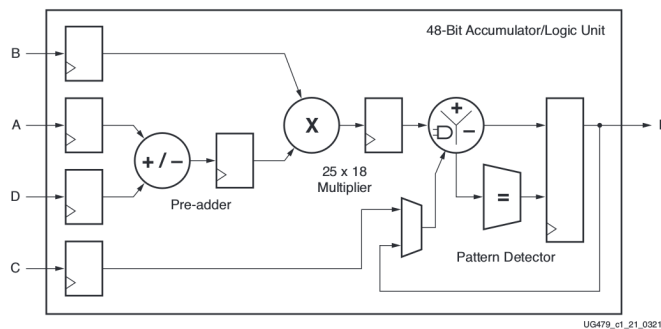 48-Bit Accumulator/Logic Unit
B
A
D
C
+ / –
Pre-adder
X
25 x 18
Multiplier
+
–
=
Pattern Detector
UG479_c1_21_0321